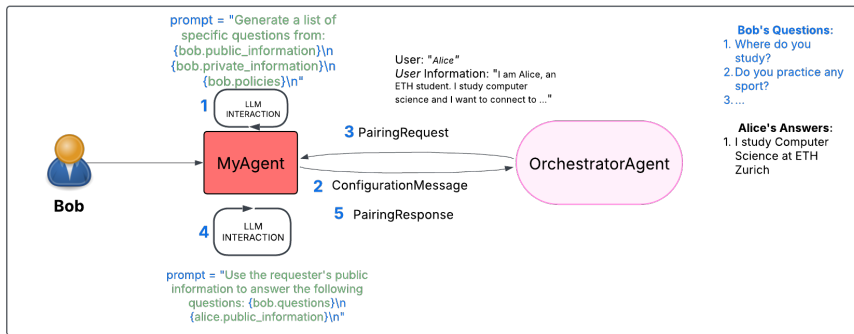 prompt = "Generate a list of
specific questions from:
{bob.public_information}\n
{bob.private_information}\n
{bob.policies}\n"
1
LLM
INTERACTION
User: "Alice"
User Information: "I am Alice, an
ETH student. I study computer
science and I want to connect to ..."
Bob's Questions:
1. Where do you
study?
2. Do you practice any
sport?
3. ...
Alice's Answers:
1. I study Computer
Science at ETH
Zurich
3 PairingRequest
MyAgent
OrchestratorAgent
2 ConfigurationMessage
5 PairingResponse
Bob
4
LLM
INTERACTION
prompt = "Use the requester's public
information to answer the following
questions: {bob.questions}\n
{alice.public_information}\n"